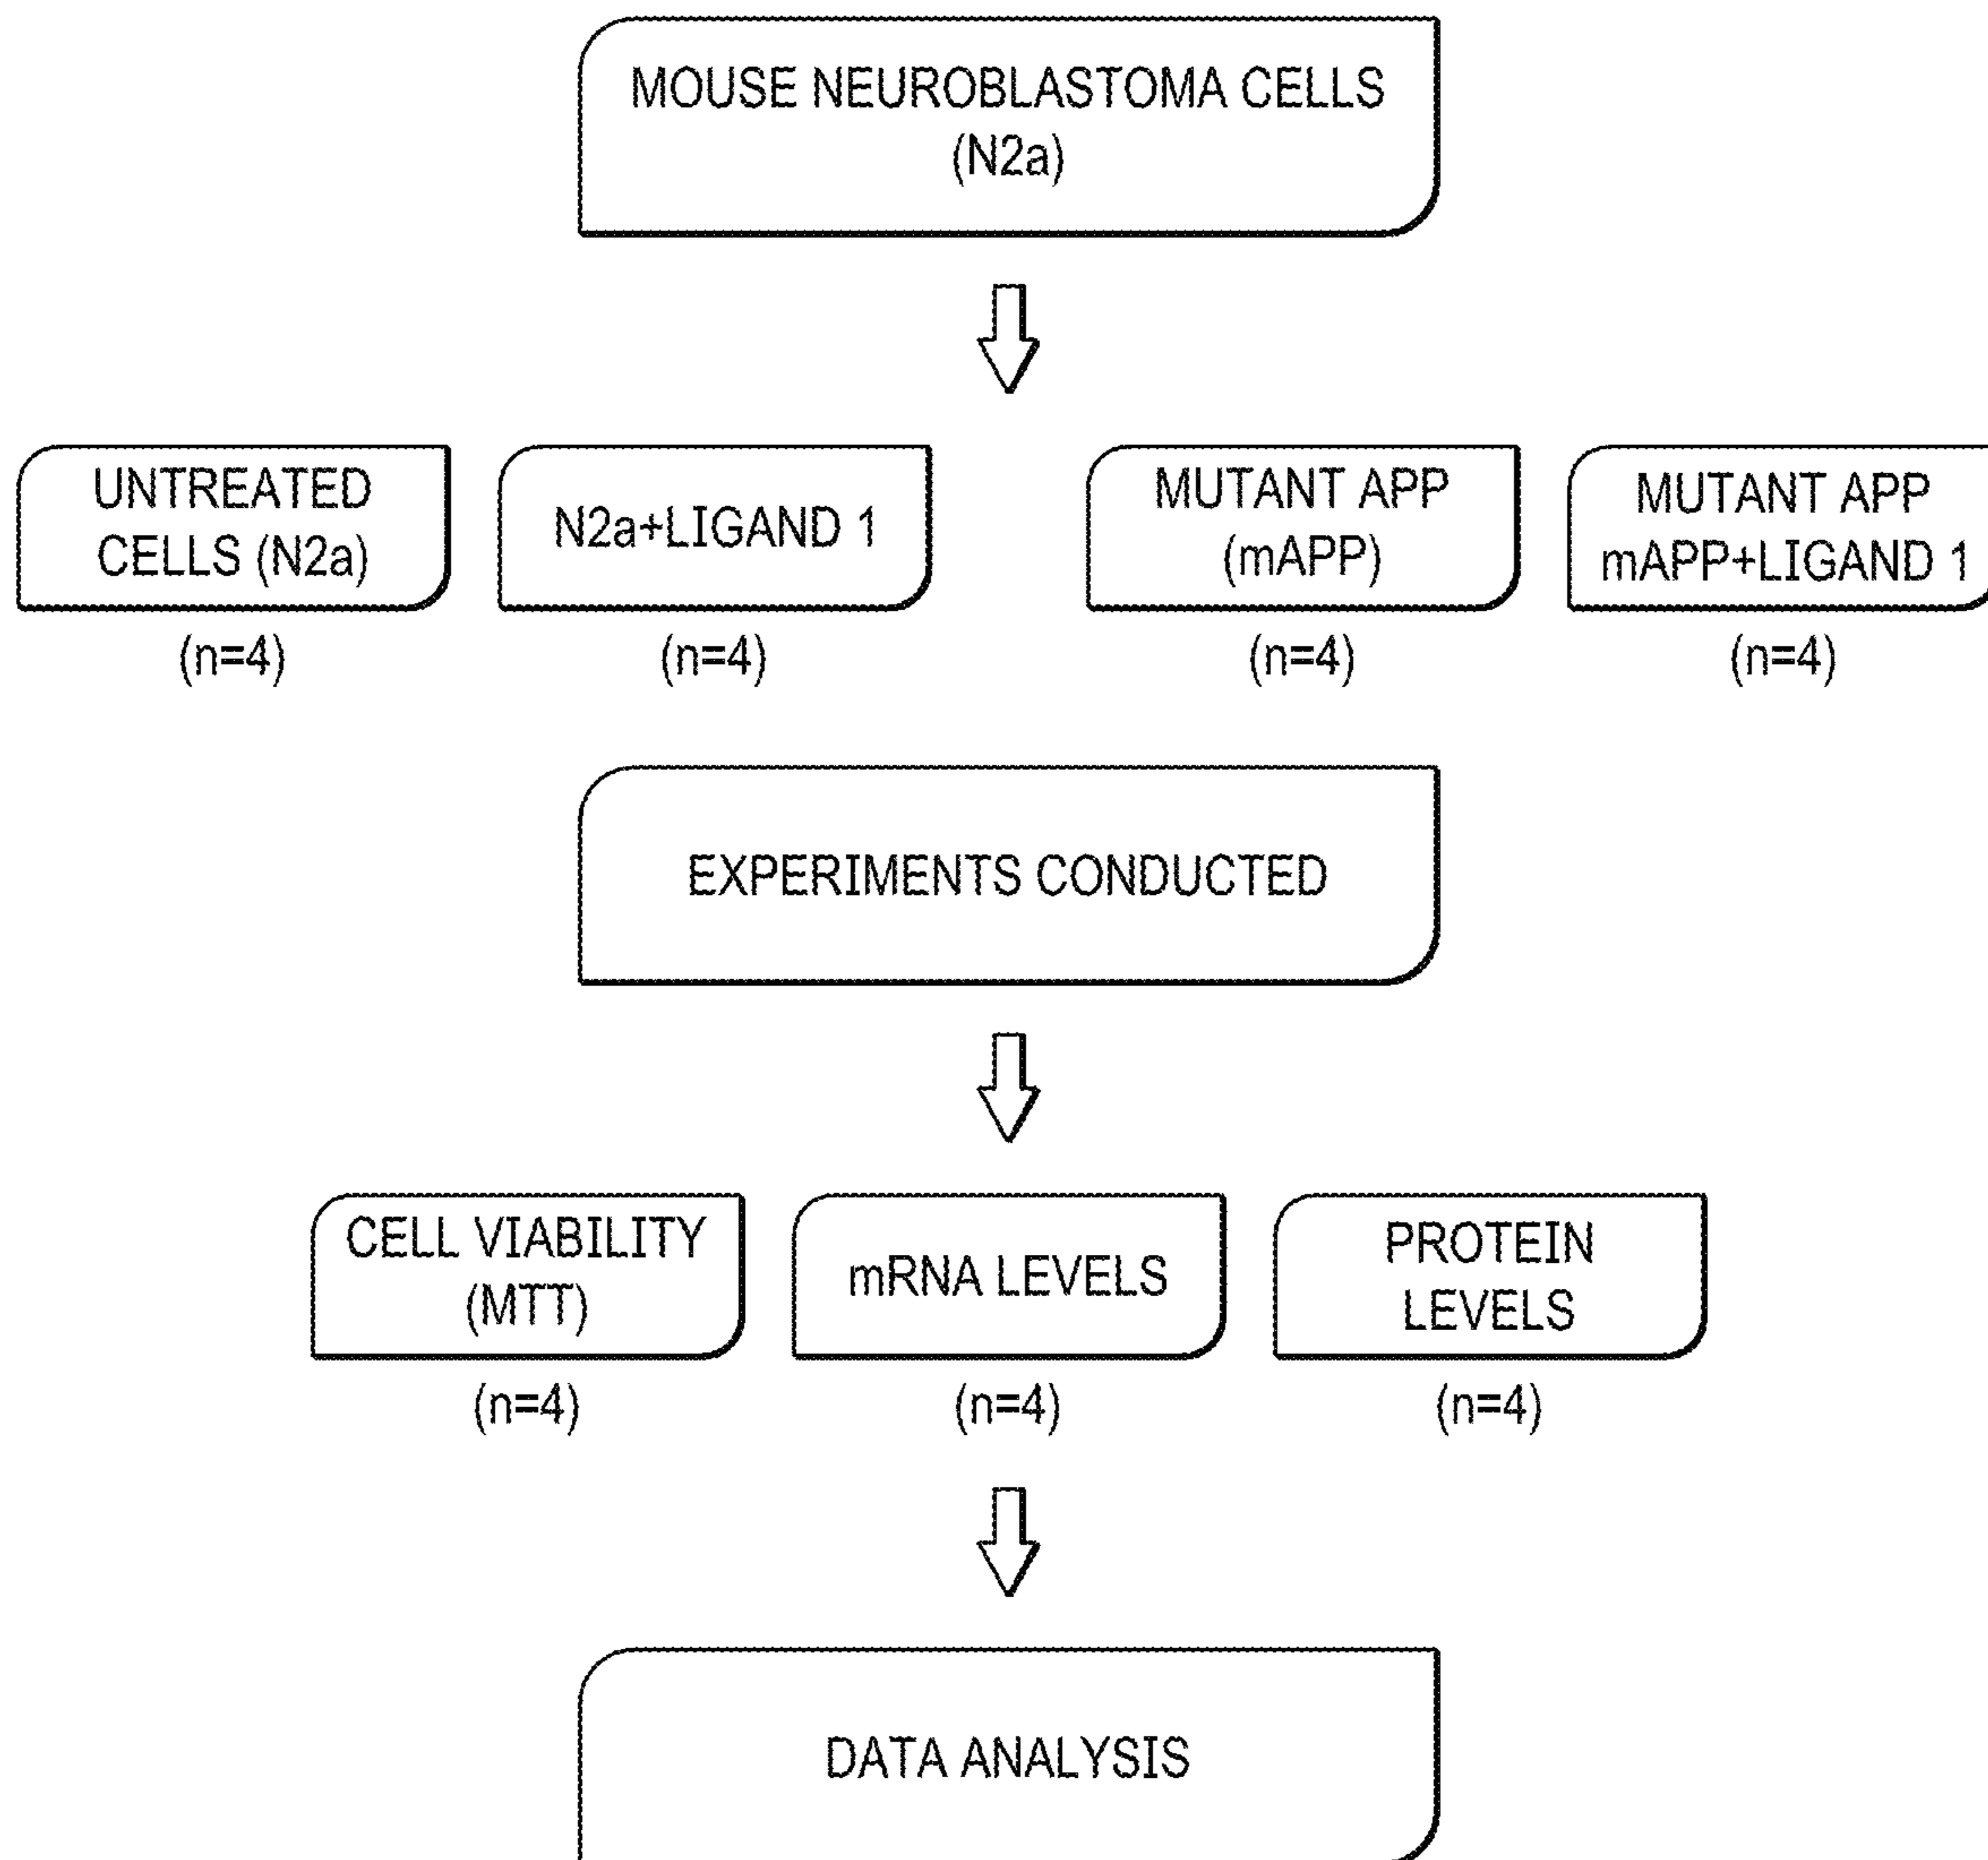 MOUSE NEUROBLASTOMA CELLS
(N2a)
UNTREATED
CELLS (N2a)
(n=4)
N2a+LIGAND 1
(n=4)
MUTANT APP
(mAPP)
(n=4)
MUTANT APP
mAPP+LIGAND 1
(n=4)
EXPERIMENTS CONDUCTED
CELL VIABILITY
(MTT)
(n=4)
mRNA LEVELS
(n=4)
PROTEIN
LEVELS
(n=4)
DATA ANALYSIS